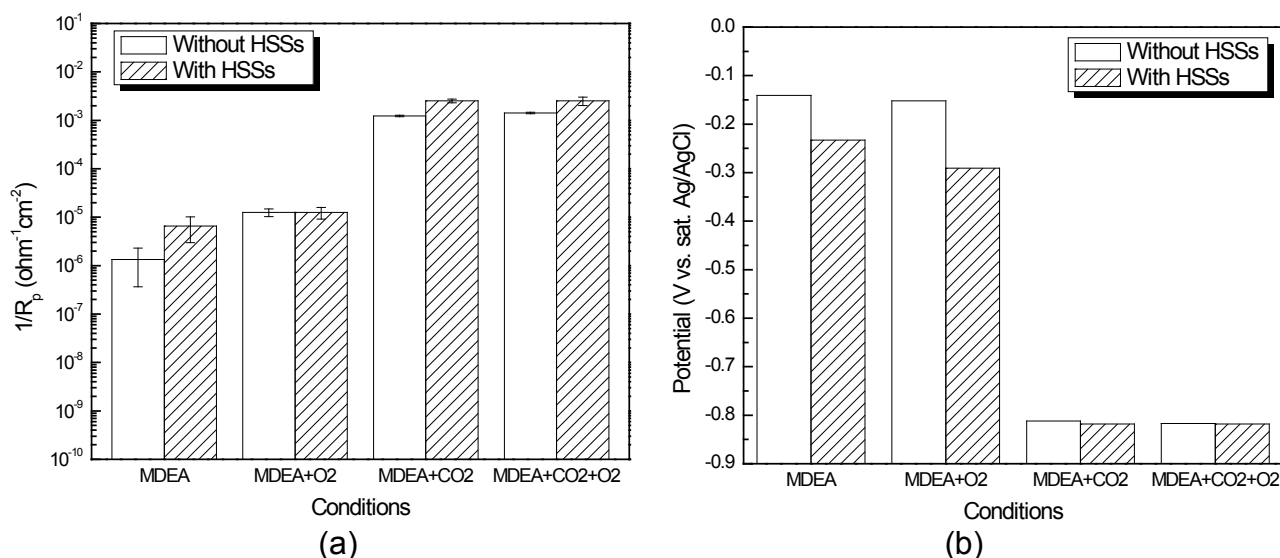 10⁻¹
10⁻²
10⁻³
10⁻⁴
10⁻⁵
10⁻⁶
10⁻⁷
10⁻⁸
10⁻⁹
10⁻¹⁰
1/Rₚ (ohm⁻¹cm⁻²)
Without HSSs
With HSSs
MDEA MDEA+O2 MDEA+CO2 MDEA+CO2+O2
Conditions
(a)
0.0
-0.1
-0.2
-0.3
-0.4
-0.5
-0.6
-0.7
-0.8
-0.9
Potential (V vs. sat. Ag/AgCl)
Without HSSs
With HSSs
MDEA MDEA+O2 MDEA+CO2 MDEA+CO2+O2
Conditions
(b)